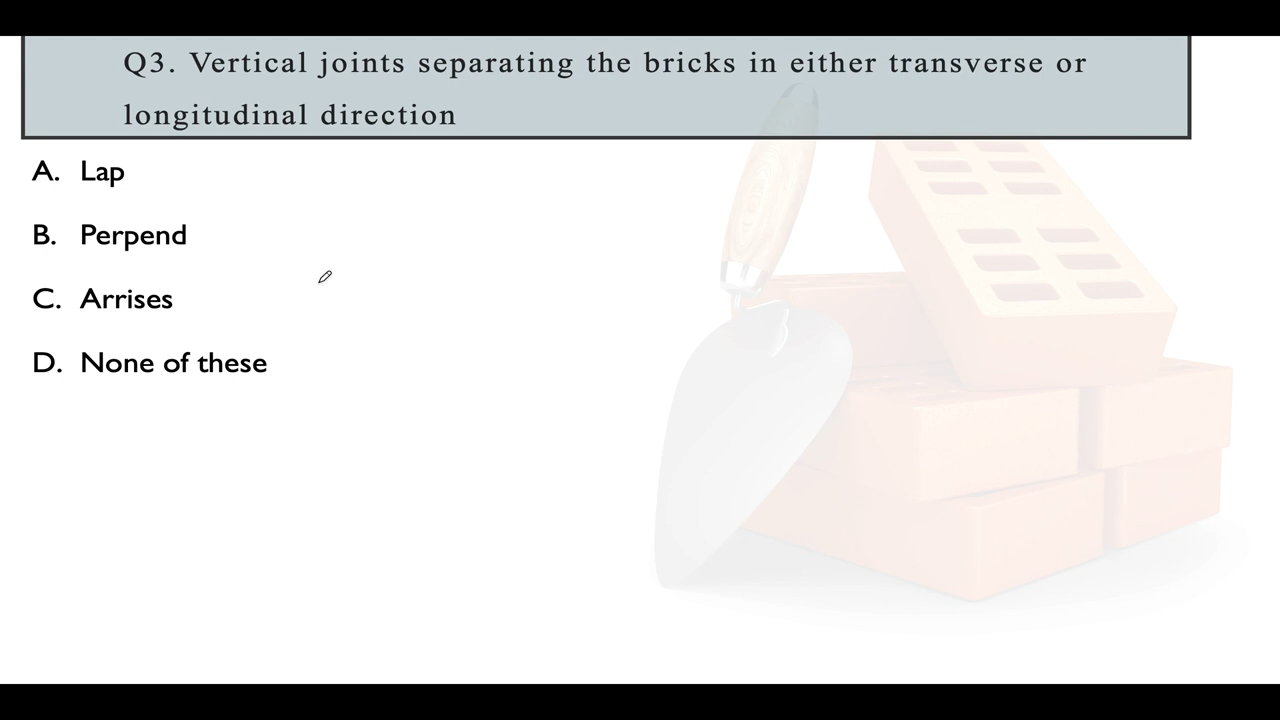 Q3. Vertical joints separating the bricks in either transverse or
longitudinal direction
A. Lap
B. Perpend
C. Arrises
D. None of these